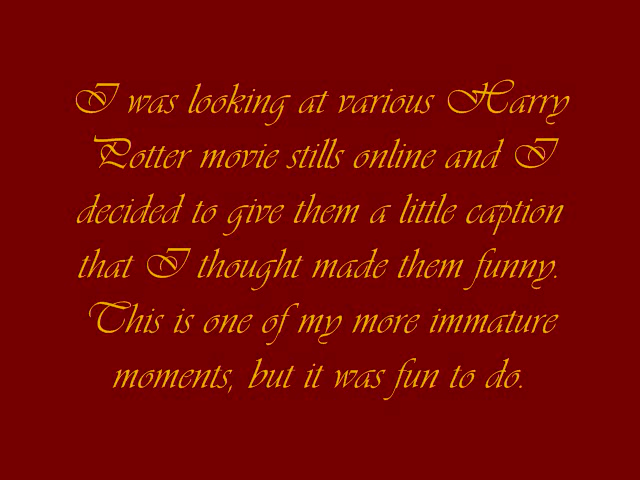 I was looking at various Harry
Potter movie stills online and I
decided to give them a little caption
that I thought made them funny.
This is one of my more immature
moments, but it was fun to do.